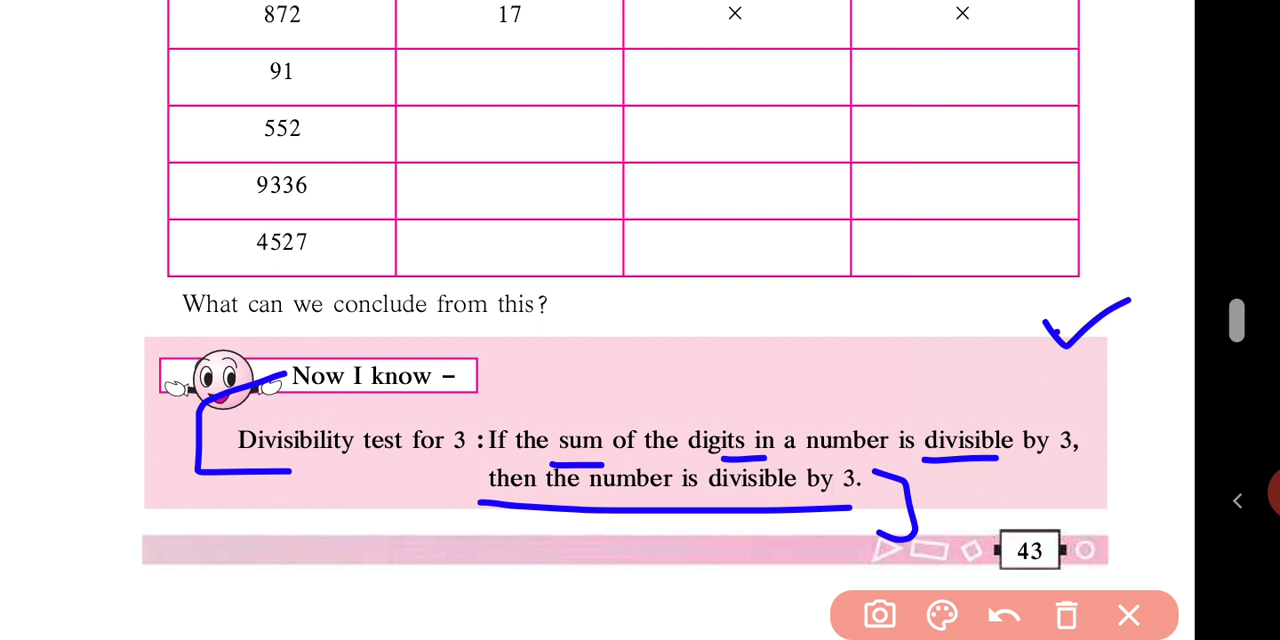 872 17 × ×
91
552
9336
4527
What can we conclude from this?
Now I know –
Divisibility test for 3 : If the sum of the digits in a number is divisible by 3,
then the number is divisible by 3.
43